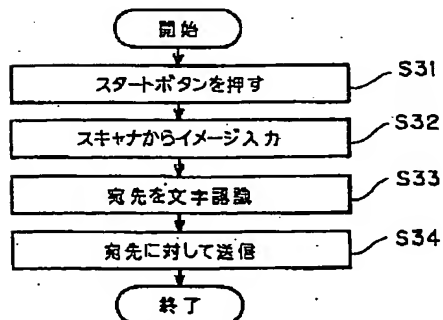 開始
スタートボタンを押す
S31
スキャナからイメージ入力
S32
宛先を文字認識
S33
宛先に対して送信
S34
終了